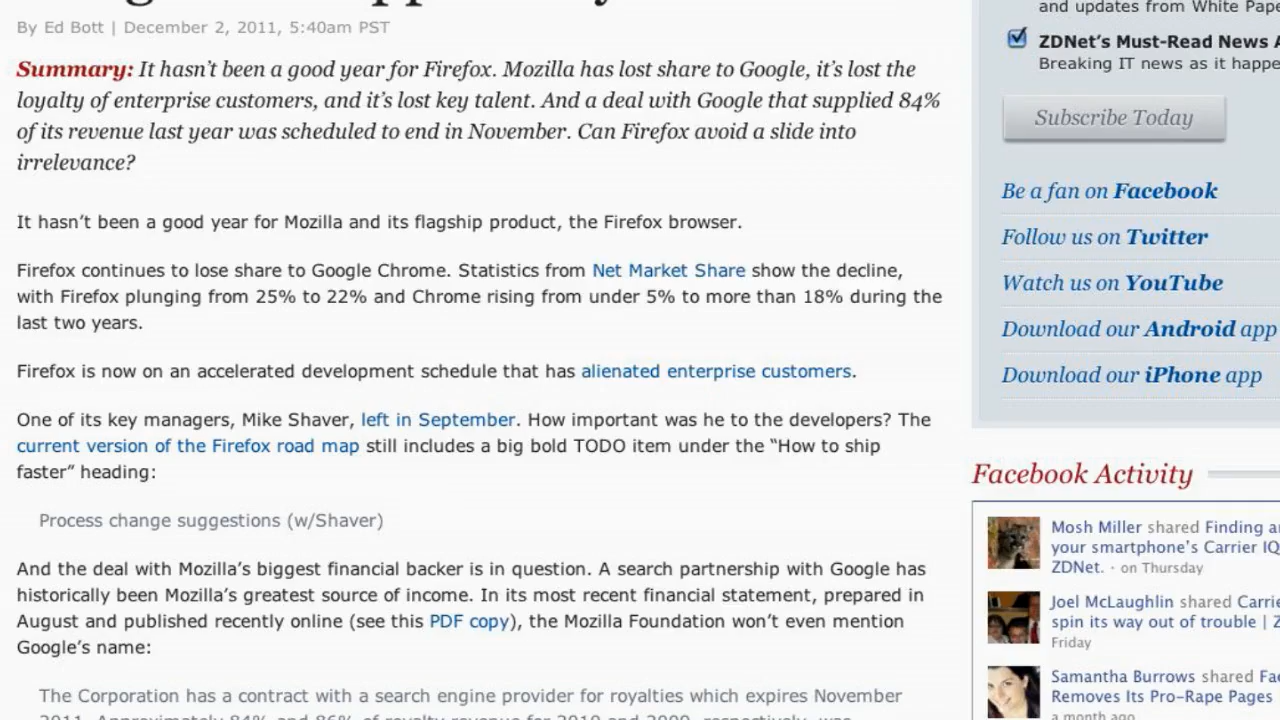 By Ed Bott | December 2, 2011, 5:40am PST
Summary: It hasn't been a good year for Firefox. Mozilla has lost share to Google, it's lost the
loyalty of enterprise customers, and it's lost key talent. And a deal with Google that supplied 84%
of its revenue last year was scheduled to end in November. Can Firefox avoid a slide into
irrelevance?
It hasn't been a good year for Mozilla and its flagship product, the Firefox browser.
Firefox continues to lose share to Google Chrome. Statistics from Net Market Share show the decline,
with Firefox plunging from 25% to 22% and Chrome rising from under 5% to more than 18% during the
last two years.
Firefox is now on an accelerated development schedule that has alienated enterprise customers.
One of its key managers, Mike Shaver, left in September. How important was he to the developers? The
current version of the Firefox road map still includes a big bold TODO item under the “How to ship
faster” heading:
Process change suggestions (w/Shaver)
And the deal with Mozilla's biggest financial backer is in question. A search partnership with Google has
historically been Mozilla's greatest source of income. In its most recent financial statement, prepared in
August and published recently online (see this PDF copy), the Mozilla Foundation won't even mention
Google's name:
The Corporation has a contract with a search engine provider for royalties which expires November
2011. Approximately 84% and 86% of royalty revenue for 2010 and 2009, respectively, was
and updates from White
ZDNet's Must-Read News
Breaking IT news as it
Subscribe Today
Be a fan on Facebook
Follow us on Twitter
Watch us on YouTube
Download our Android app
Download our iPhone app
Facebook Activity
Mosh Miller shared Finding
your smartphone's Carrier IQ
ZDNet. · on Thursday
Joel McLaughlin shared
spin its way out of trouble |
Friday
Samantha Burrows shared
Removes Its Pro-Rape Pages
a month ago